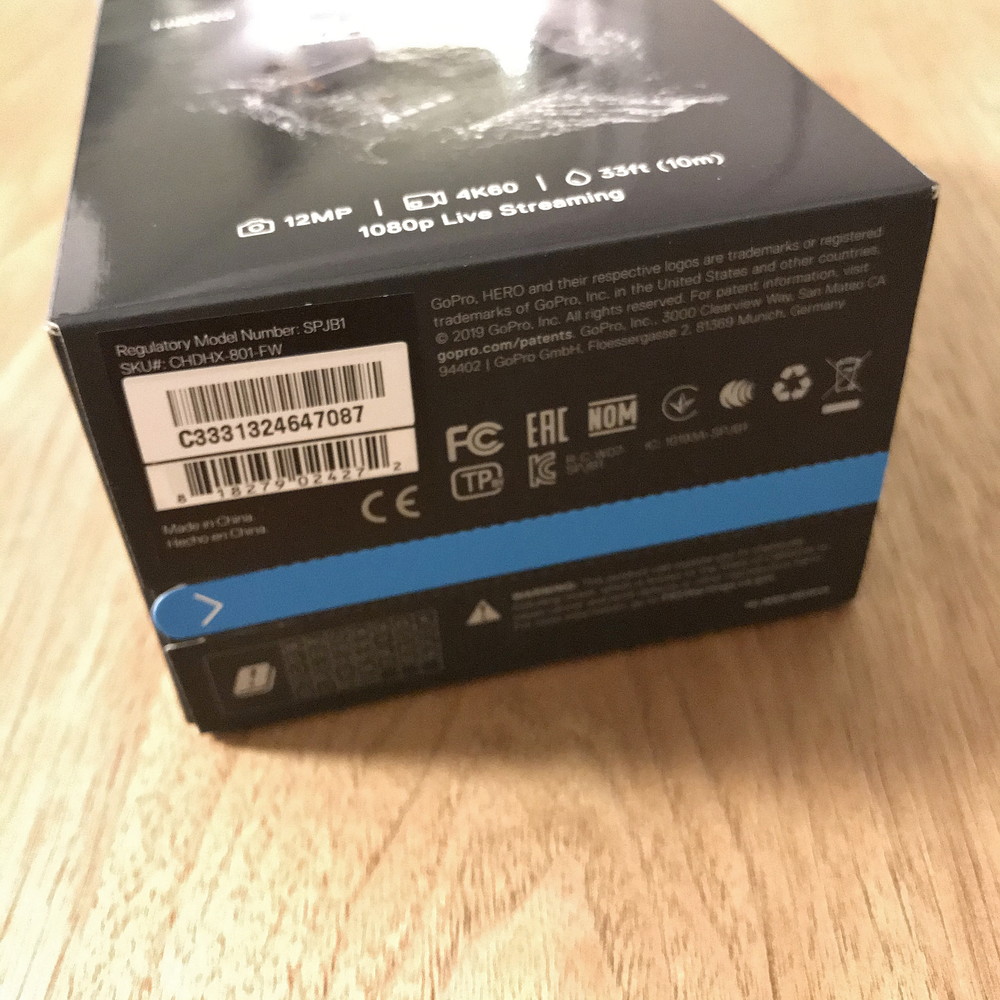 12MP | 4K60 | 33ft (10m)
1080p Live Streaming
Regulatory Model Number: SPJB1
SKU#: CHDHX-801-FW
C3331324647087
8 18279 02427 2
Made in China
Hecho en China
GoPro, HERO and their respective logos are trademarks or registered
trademarks of GoPro, Inc. in the United States and other countries.
© 2019 GoPro, Inc. All rights reserved. For patent information, visit
gopro.com/patents. GoPro, Inc., 3000 Clearview Way, San Mateo CA
94402 | GoPro GmbH. Floessergasse 2, 81369 Munich, Germany
FC EAC NOM
TP
SPJB1
CE
WARNING: